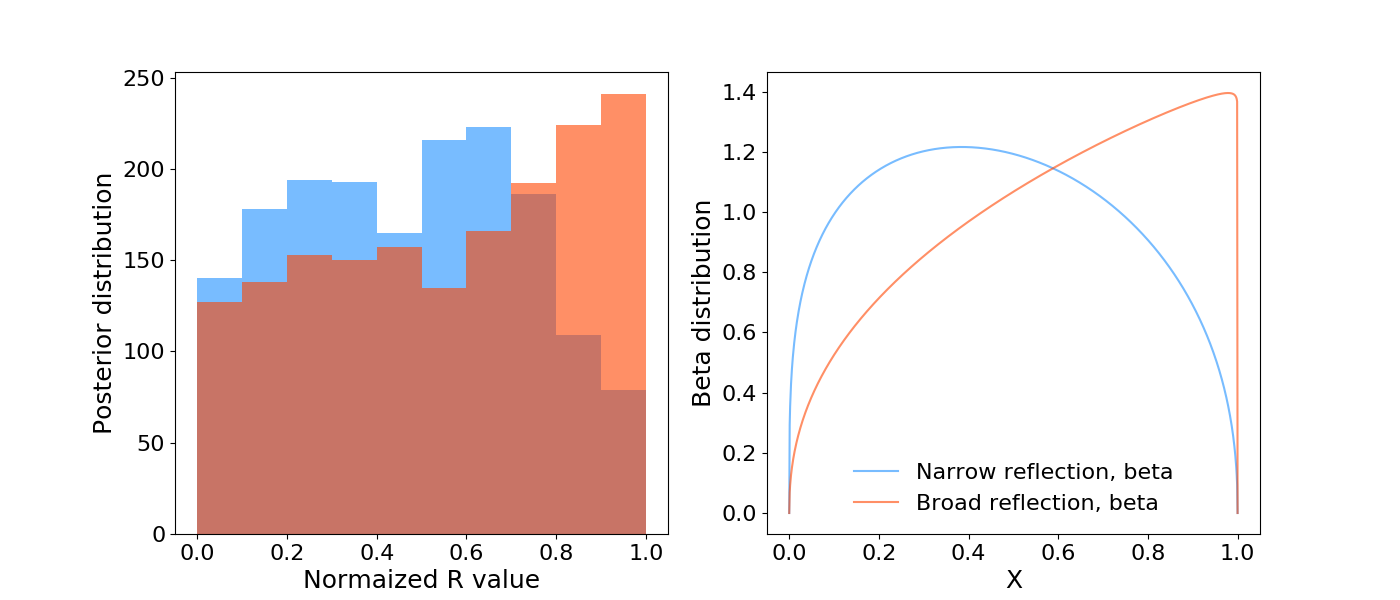 250
200
150
100
50
0
Posterior distribution
0.0 0.2 0.4 0.6 0.8 1.0
Normaized R value
1.4
1.2
1.0
0.8
0.6
0.4
0.2
0.0
Beta distribution
Narrow reflection, beta
Broad reflection, beta
0.0 0.2 0.4 0.6 0.8 1.0
X